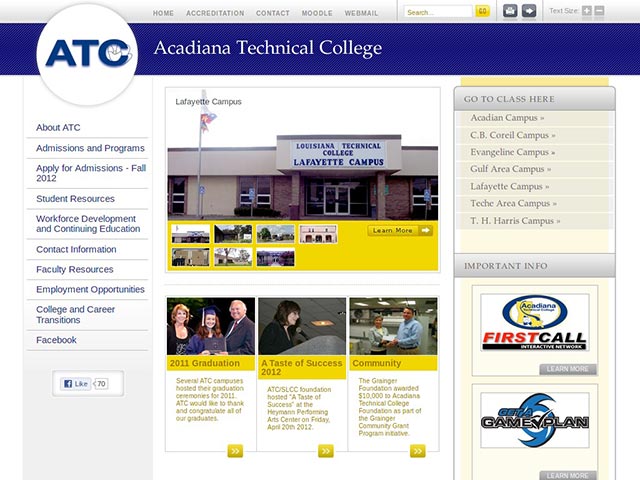 HOME ACCREDITATION CONTACT MOODLE WEBMAIL
Search...
GO
Text Size:
ATC
Acadiana Technical College
About ATC
Admissions and Programs
Apply for Admissions - Fall
2012
Student Resources
Workforce Development
and Continuing Education
Contact Information
Faculty Resources
Employment Opportunities
College and Career
Transitions
Facebook
Like 70
Lafayette Campus
LOUISIANA TECHNICAL
COLLEGE
LAFAYETTE CAMPUS
Learn More
2011 Graduation
Several ATC campuses
hosted their graduation
ceremonies for 2011.
ATC would like to thank
and congratulate all of
our graduates.
A Taste of Success
2012
ATC/SLCC foundation
hosted "A Taste of
Success" at the
Heymann Performing
Arts Center on Friday,
April 20th 2012.
Community
The Grainger
Foundation awarded
$10,000 to Acadiana
Technical College
Foundation as part of
the Grainger
Community Grant
Program initiative.
GO TO CLASS HERE
Acadian Campus »
C.B. Coreil Campus »
Evangeline Campus »
Gulf Area Campus »
Lafayette Campus »
Teche Area Campus »
T. H. Harris Campus »
IMPORTANT INFO
Acadiana
Technical College
FIRSTCALL
INTERACTIVE NETWORK
LEARN MORE
GET A
GAME PLAN
LEARN MORE